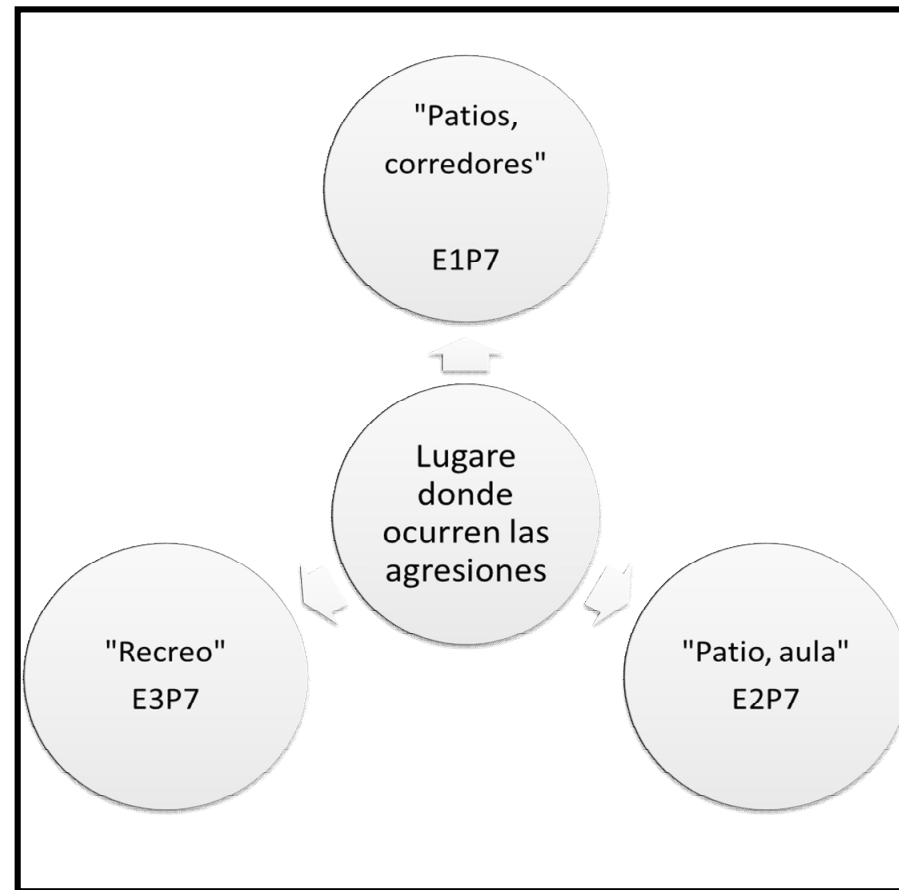 "Patios,
corredores"
E1P7
Lugare
donde
ocurren las
agresiones
"Recreo"
E3P7
"Patio, aula"
E2P7